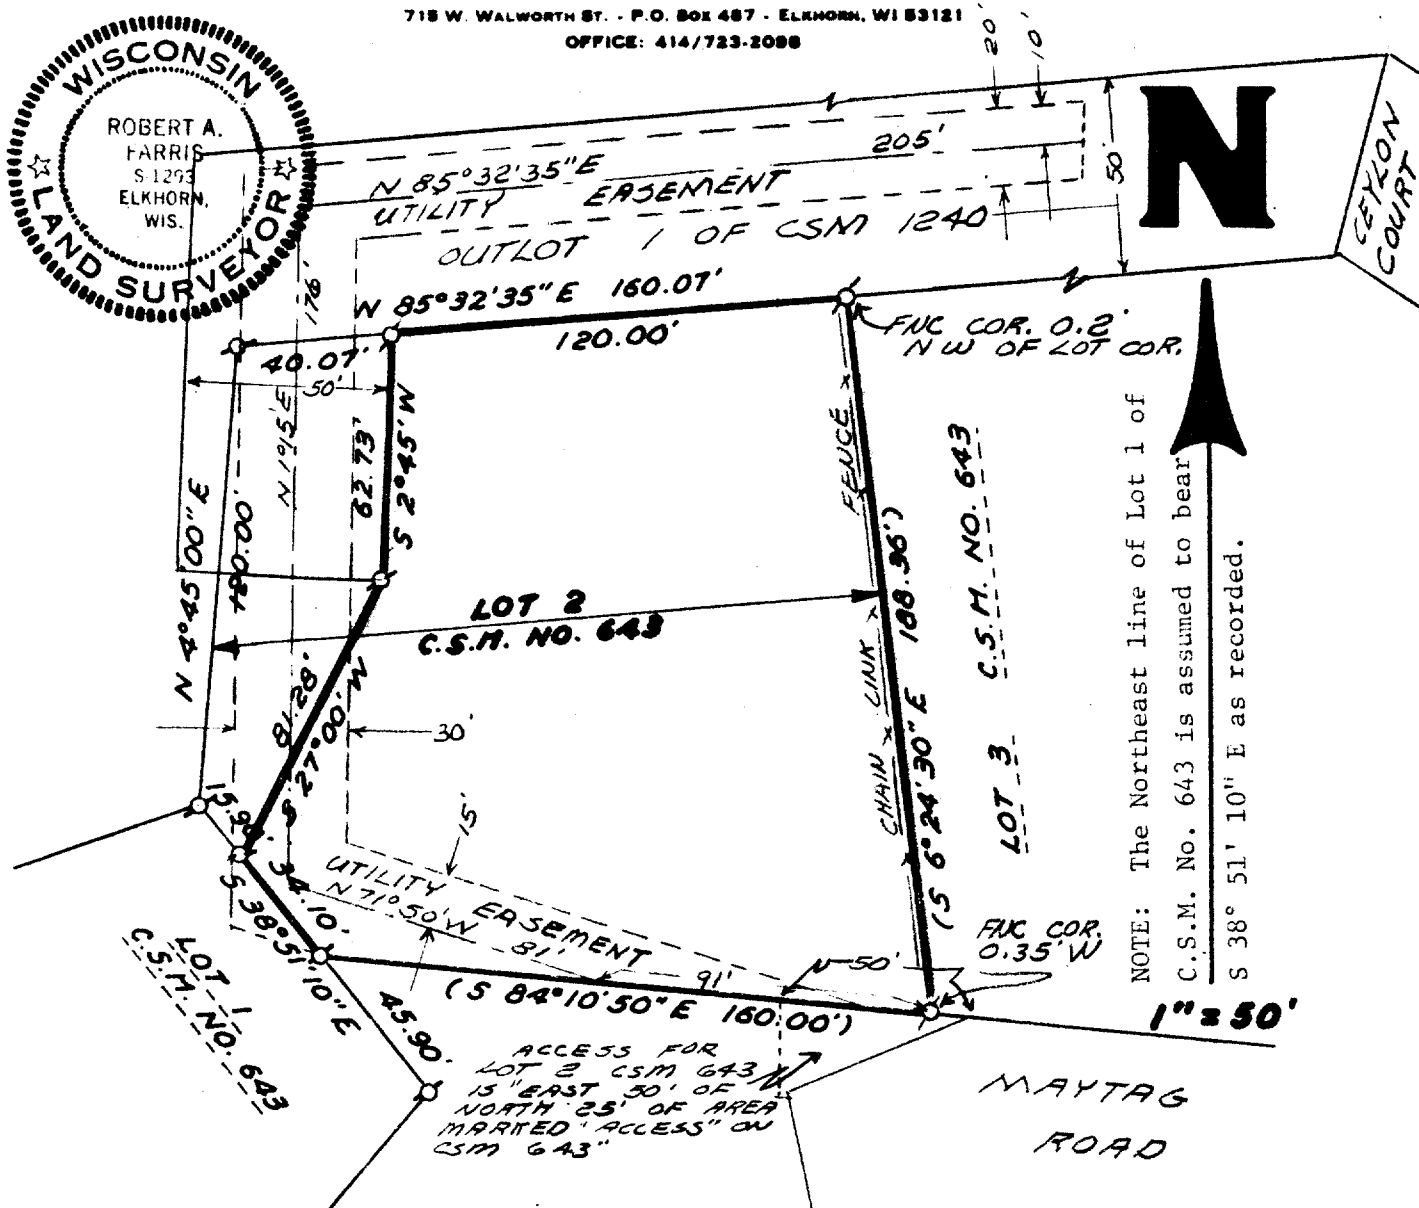 715 W. WALWORTH ST. - P.O. BOX 487 - ELKHORN, WI 53121
OFFICE: 414/723-2098
WISCONSIN
LAND SURVEYOR
ROBERT A.
FARRIS
S-1293
ELKHORN,
WIS.
20'
10'
205'
50'
N
CEYLON
COURT
N 85°32'35"E
UTILITY EASEMENT
OUTLOT 1 OF CSM 1240
176'
N 85°32'35"E 160.07'
120.00'
40.07'
50'
FNC COR. 0.2'
NW OF LOT COR.
N 1°15'E
62.73'
S 2°45'W
FENCE x
N 4°45'00"E
180.00'
LOT 2
C.S.M. NO. 643
188.96')
(S 6°24'30"E
CHAIN x LINK x
LOT 3 C.S.M. NO. 643
81.28'
S 27°00'W
30'
15'
15.90'
34.10'
S 38°51'10"E
45.90'
UTILITY EASEMENT
N 71°50'W 81'
91'
50'
(S 84°10'50"E 160.00')
FNC COR.
0.35'W
LOT 1
C.S.M. NO. 643
ACCESS FOR
LOT 2 CSM 643
IS "EAST 50' OF
NORTH 25' OF AREA
MARKED "ACCESS" ON
CSM 643"
N
MAYTAG
ROAD
NOTE: The Northeast line of Lot 1 of
C.S.M. No. 643 is assumed to bear
S 38° 51' 10" E as recorded.
1" = 50'